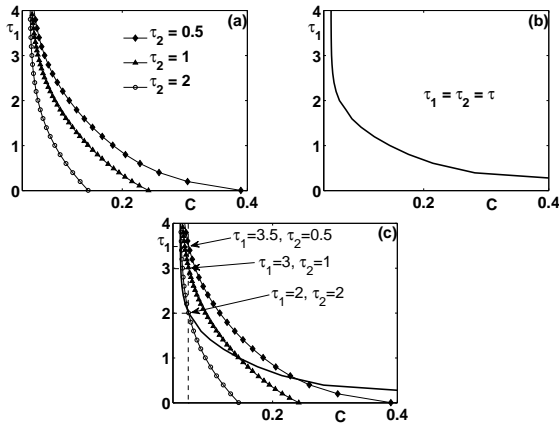 (a)
τ1
4
3
2
1
0
τ2 = 0.5
τ2 = 1
τ2 = 2
0.2
C
0.4
(b)
τ1
4
3
2
1
0
τ1 = τ2 = τ
0.2
C
0.4
(c)
τ1
4
3
2
1
0
τ1=3.5, τ2=0.5
τ1=3, τ2=1
τ1=2, τ2=2
0.2
C
0.4